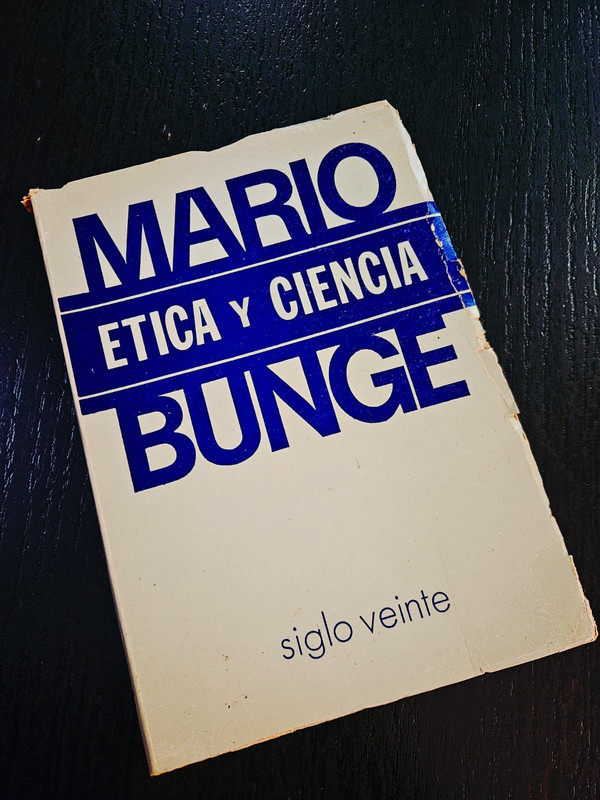 MARIO
ETICA Y CIENCIA
BUNGE
siglo veinte